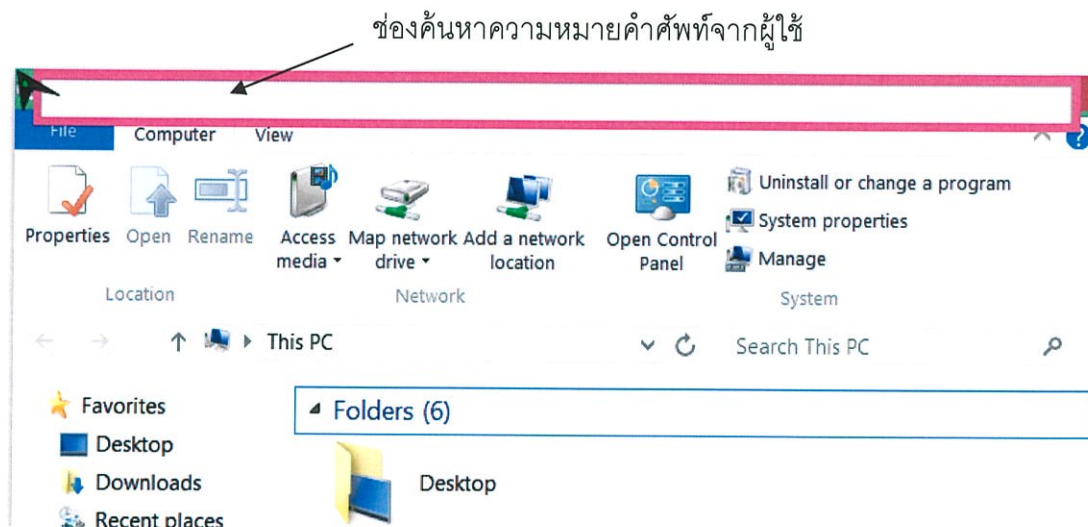 ช่องค้นหาความหมายคำศัพท์จากผู้ใช้
File Computer View
Properties Open Rename Access media Map network drive Add a network location Open Control Panel
Uninstall or change a program
System properties
Manage
Location Network System
This PC Search This PC
Favorites
Desktop
Downloads
Recent places
Folders (6)
Desktop